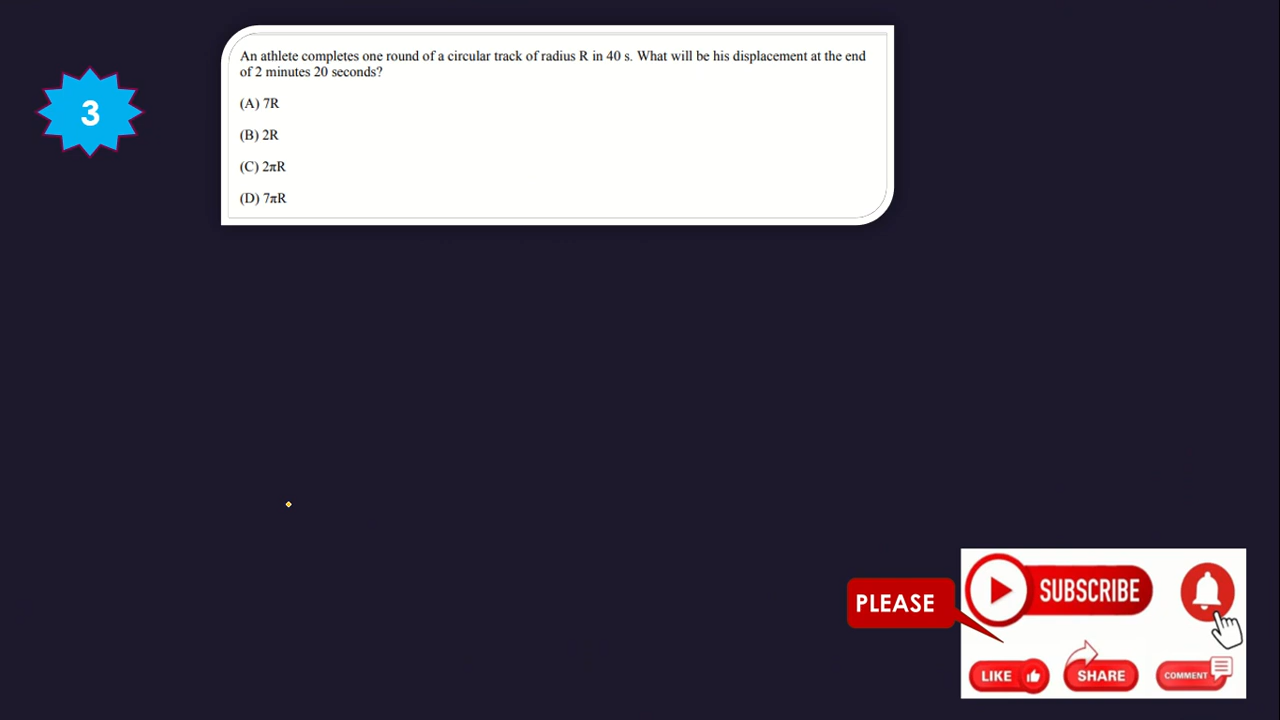 3
An athlete completes one round of a circular track of radius R in 40 s. What will be his displacement at the end
of 2 minutes 20 seconds?
(A) 7R
(B) 2R
(C) 2πR
(D) 7πR
PLEASE
SUBSCRIBE
LIKE
SHARE
COMMENT